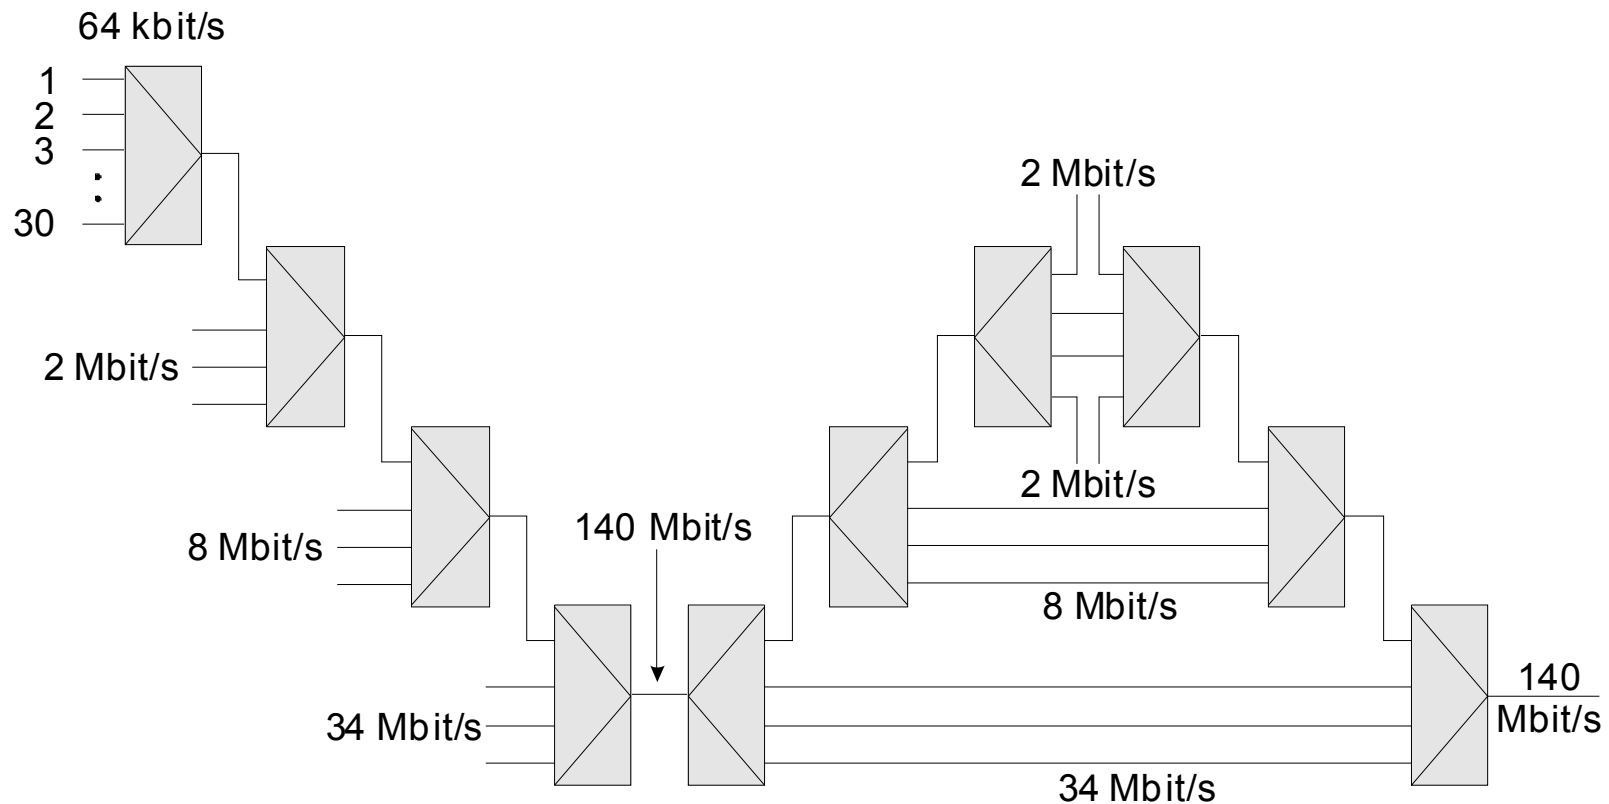 64 kbit/s
1
2
3
:
30
2 Mbit/s
2 Mbit/s
2 Mbit/s
140 Mbit/s
8 Mbit/s
8 Mbit/s
140
Mbit/s
34 Mbit/s
34 Mbit/s